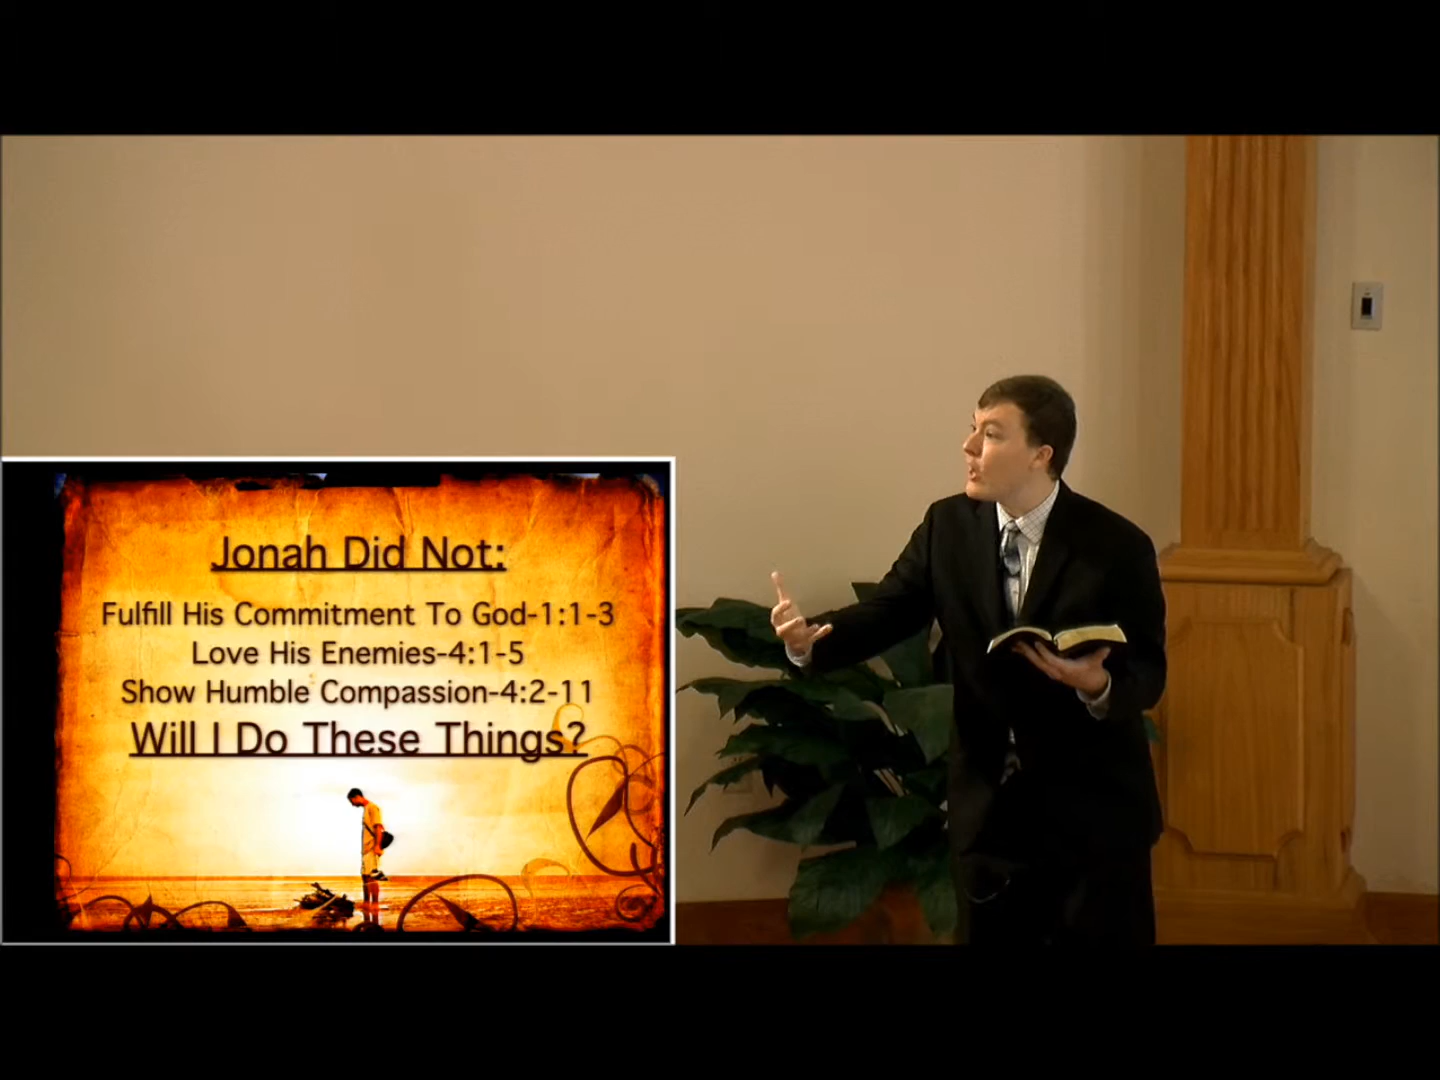 Jonah Did Not:
Fulfill His Commitment To God-1:1-3
Love His Enemies-4:1-5
Show Humble Compassion-4:2-11
Will I Do These Things?